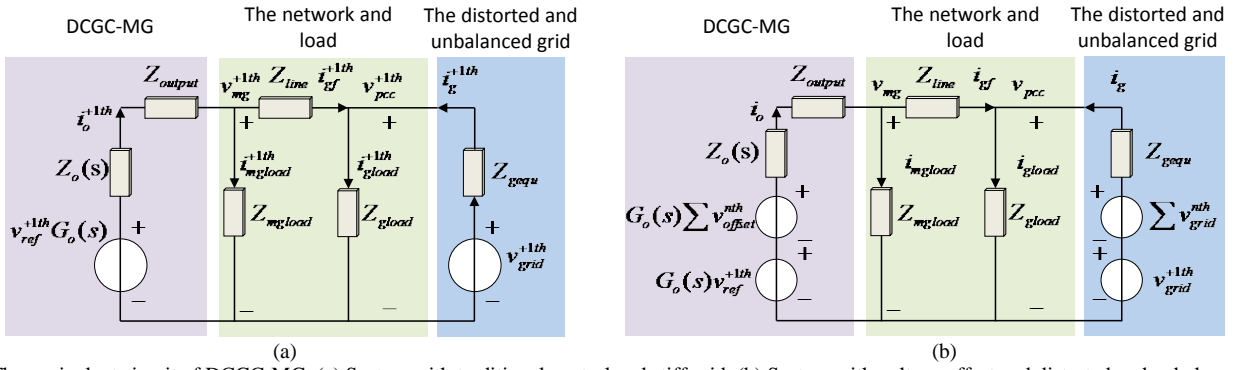 DCGC-MG
The network and
load
The distorted and
unbalanced grid
Z_output
v_mg^+1th
Z_line
i_gf^+1th
v_pcc^+1th
i_g^+1th
i_o^+1th
+
+
Z_o(s)
i_mgload^+1th
i_gload^+1th
Z_gequ
Z_mgload
Z_gload
v_ref^+1th G_o(s)
+
+
v_grid^+1th
−
−
−
−
(a)
DCGC-MG
The network and
load
The distorted and
unbalanced grid
Z_output
v_mg
Z_line
i_gf
v_pcc
i_g
i_o
+
+
Z_o(s)
i_mgload
i_gload
Z_gequ
+
+
G_o(s)∑v_offset^nth
Z_mgload
Z_gload
∑v_grid^nth
−
−
+
+
G_o(s)v_ref^+1th
v_grid^+1th
−
−
−
−
(b)